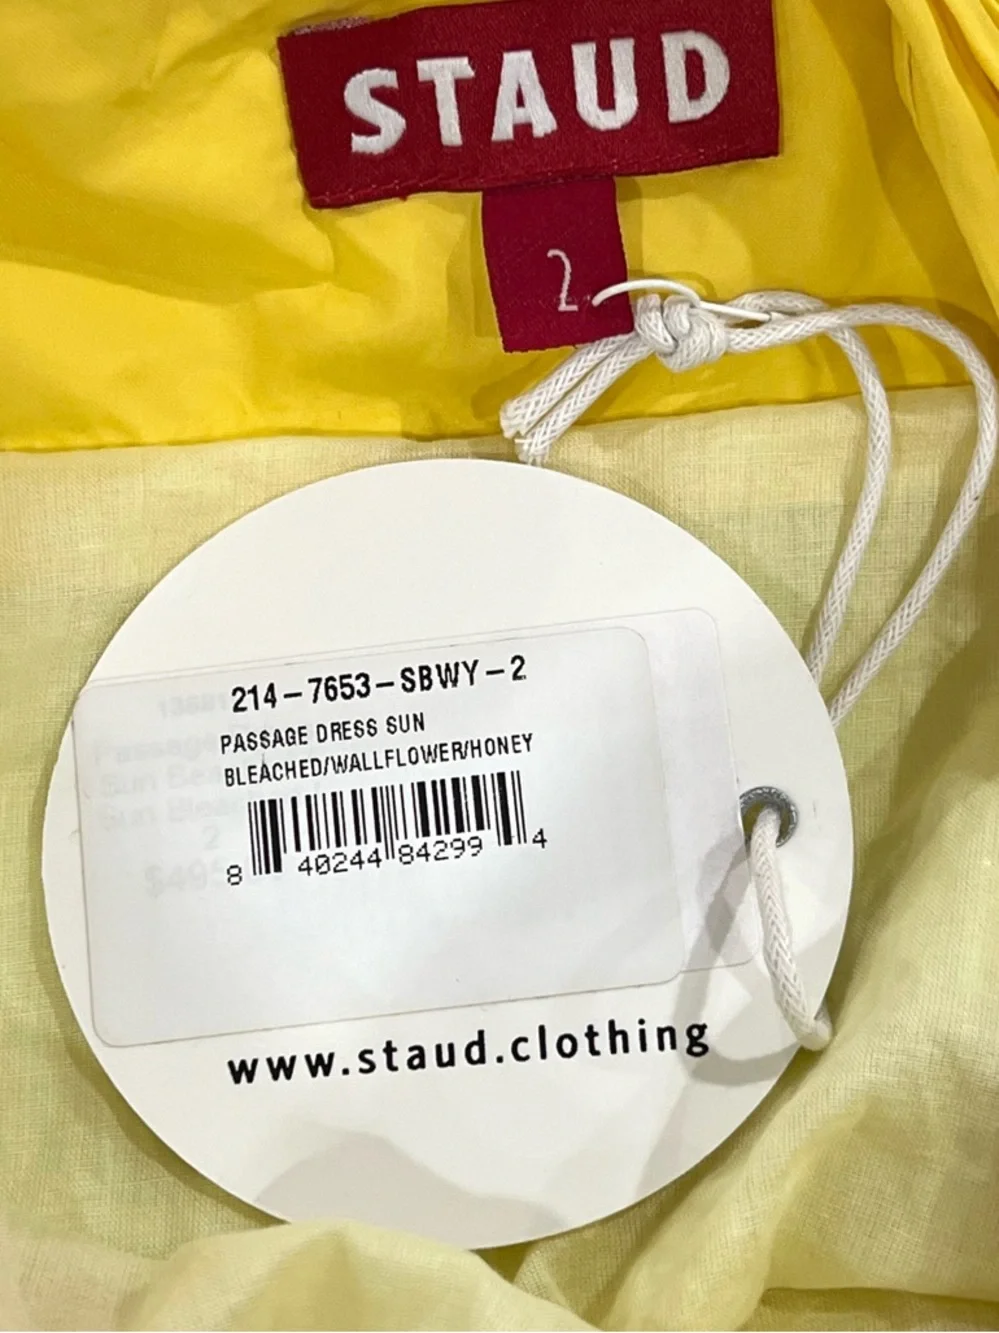 STAUD
2
214-7653-SBWY-2
PASSAGE DRESS SUN
BLEACHED/WALLFLOWER/HONEY
8 40244 84299 4
www.staud.clothing